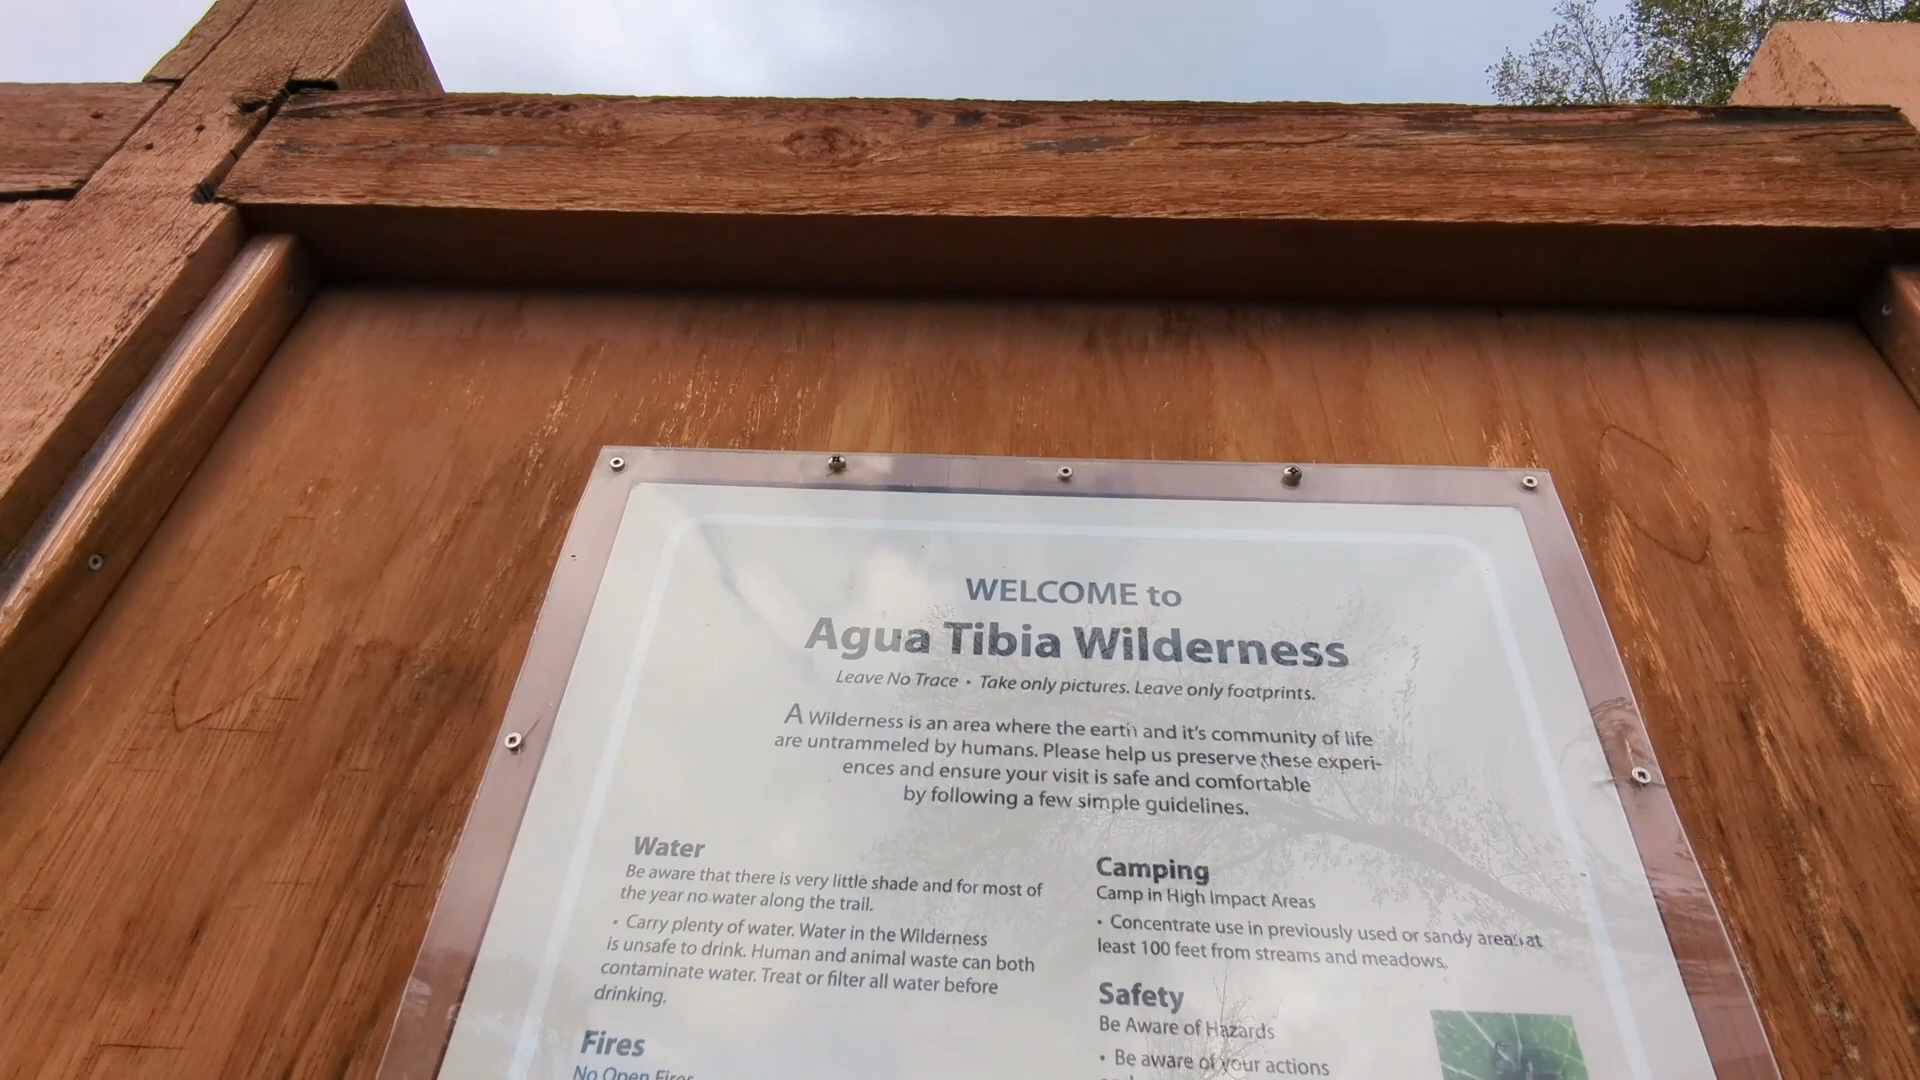 WELCOME to
Agua Tibia Wilderness
Leave No Trace • Take only pictures. Leave only footprints.
A Wilderness is an area where the earth and it's community of life
are untrammeled by humans. Please help us preserve these experi-
ences and ensure your visit is safe and comfortable
by following a few simple guidelines.
Water
Be aware that there is very little shade and for most of
the year no water along the trail.
• Carry plenty of water. Water in the Wilderness
is unsafe to drink. Human and animal waste can both
contaminate water. Treat or filter all water before
drinking.
Fires
No Open Fires
Camping
Camp in High Impact Areas
• Concentrate use in previously used or sandy areas at
least 100 feet from streams and meadows.
Safety
Be Aware of Hazards
• Be aware of your actions